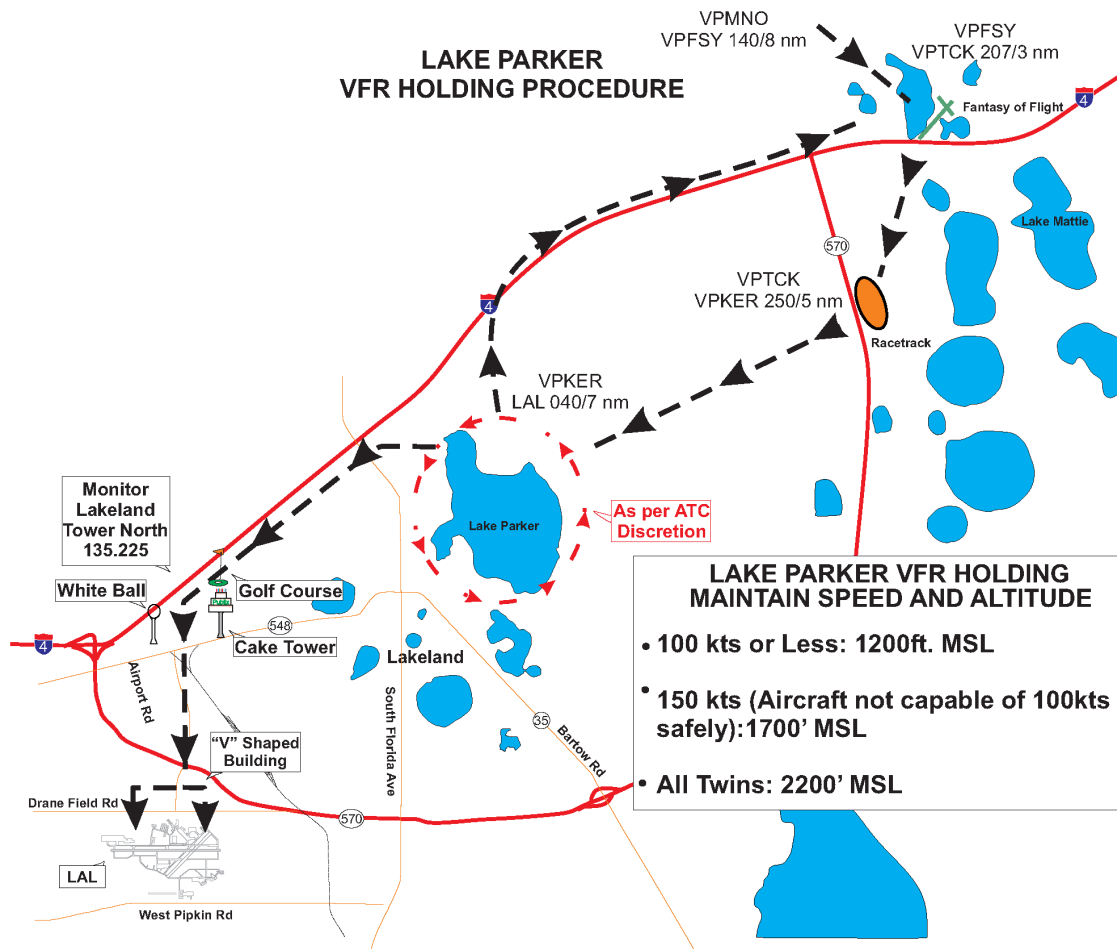 LAKE PARKER
VFR HOLDING PROCEDURE
VPMNO
VPFSY 140/8 nm
VPFSY
VPTCK 207/3 nm
Fantasy of Flight
4
Lake Mattie
570
4
VPTCK
VPKER 250/5 nm
Racetrack
VPKER
LAL 040/7 nm
Monitor
Lakeland
Tower North
135.225
Lake Parker
As per ATC
Discretion
White Ball
Golf Course
Publix
Cake Tower
548
4
Lakeland
Airport Rd
South Florida Ave
35
Bartow Rd
"V" Shaped
Building
Drane Field Rd
570
LAL
West Pipkin Rd
LAKE PARKER VFR HOLDING
MAINTAIN SPEED AND ALTITUDE
• 100 kts or Less: 1200ft. MSL
• 150 kts (Aircraft not capable of 100kts
safely):1700' MSL
• All Twins: 2200' MSL